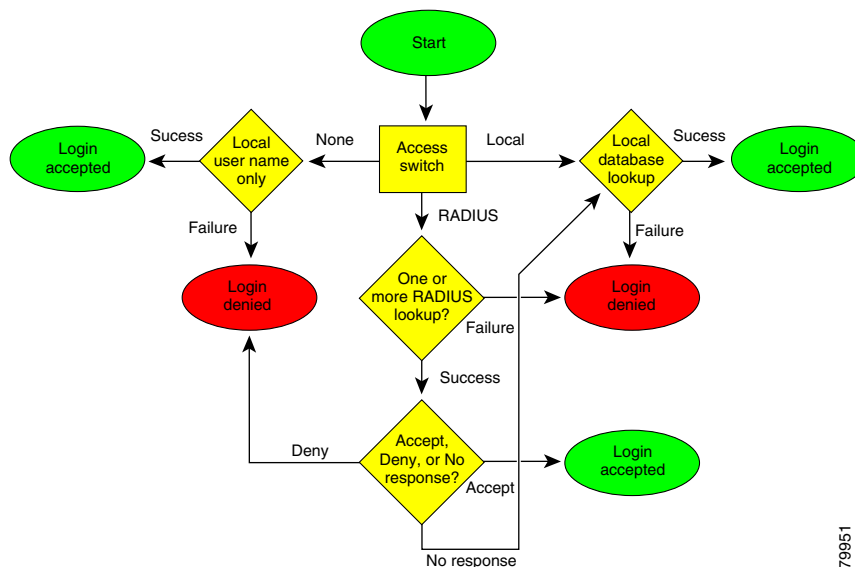 Start
Sucess
Local
user name
only
None
Access
switch
Local
Local
database
lookup
Sucess
Login
accepted
Login
accepted
RADIUS
Failure
Failure
Login
denied
One or
more RADIUS
lookup?
Failure
Login
denied
Success
Deny
Accept,
Deny, or No
response?
Accept
Login
accepted
No response
79951